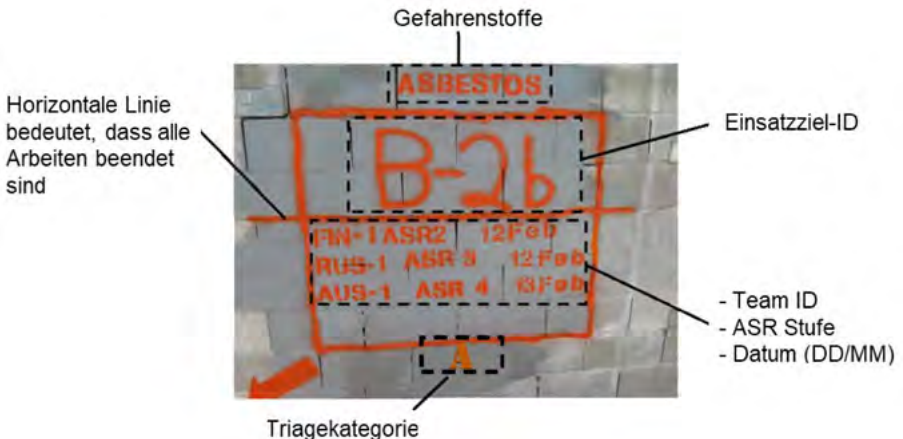 Gefahrenstoffe
ASBESTOS
Horizontale Linie
bedeutet, dass alle
Arbeiten beendet
sind
B-2b
Einsatzziel-ID
FIN-1 ASR2 12Feb
RUS-1 ASR 3 12Feb
AUS-1 ASR 4 13Feb
- Team ID
- ASR Stufe
- Datum (DD/MM)
A
Triagekategorie